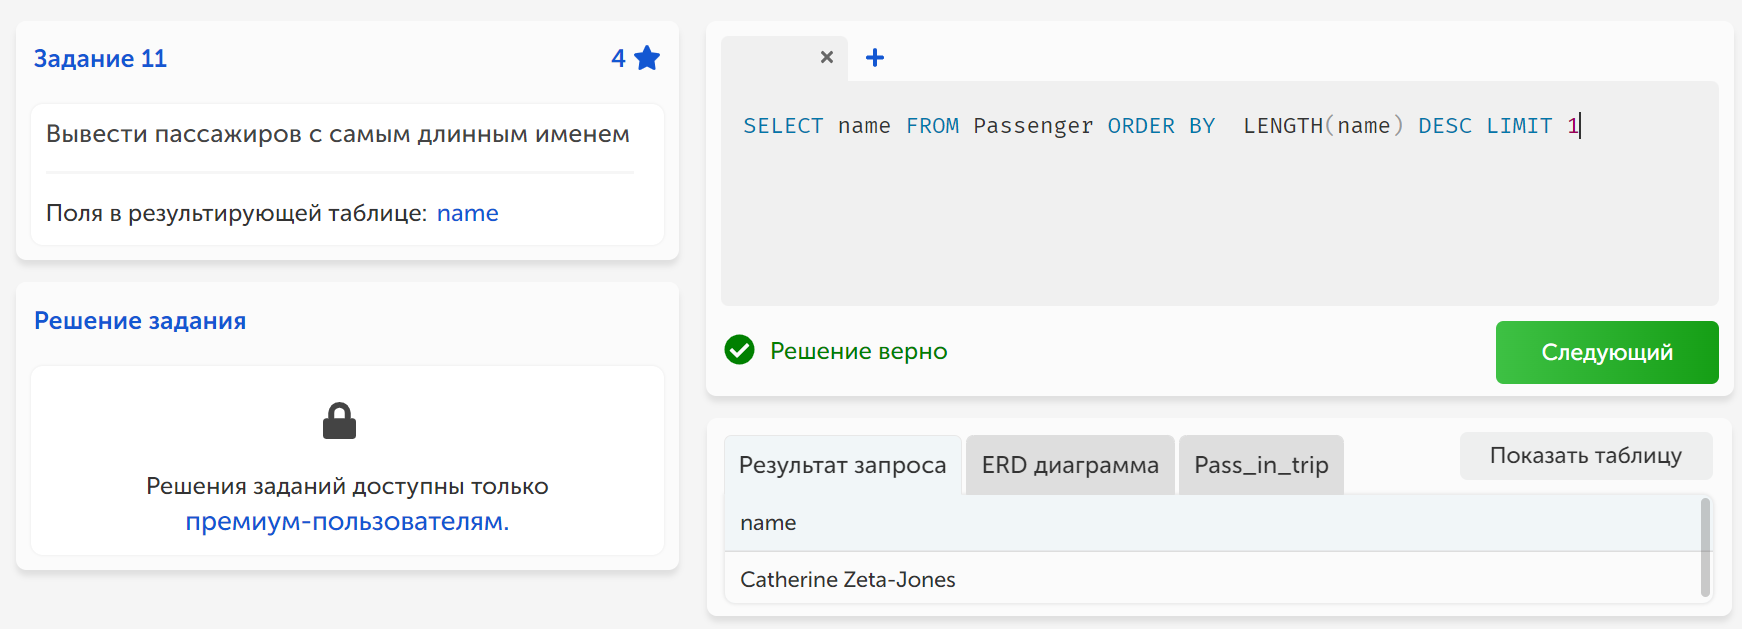 Задание 11
4
Вывести пассажиров с самым длинным именем
Поля в результирующей таблице: name
Решение задания
Решения заданий доступны только
премиум-пользователям.
SELECT name FROM Passenger ORDER BY  LENGTH(name) DESC LIMIT 1
Решение верно
Следующий
Результат запроса
ERD диаграмма
Pass_in_trip
Показать таблицу
name
Catherine Zeta-Jones